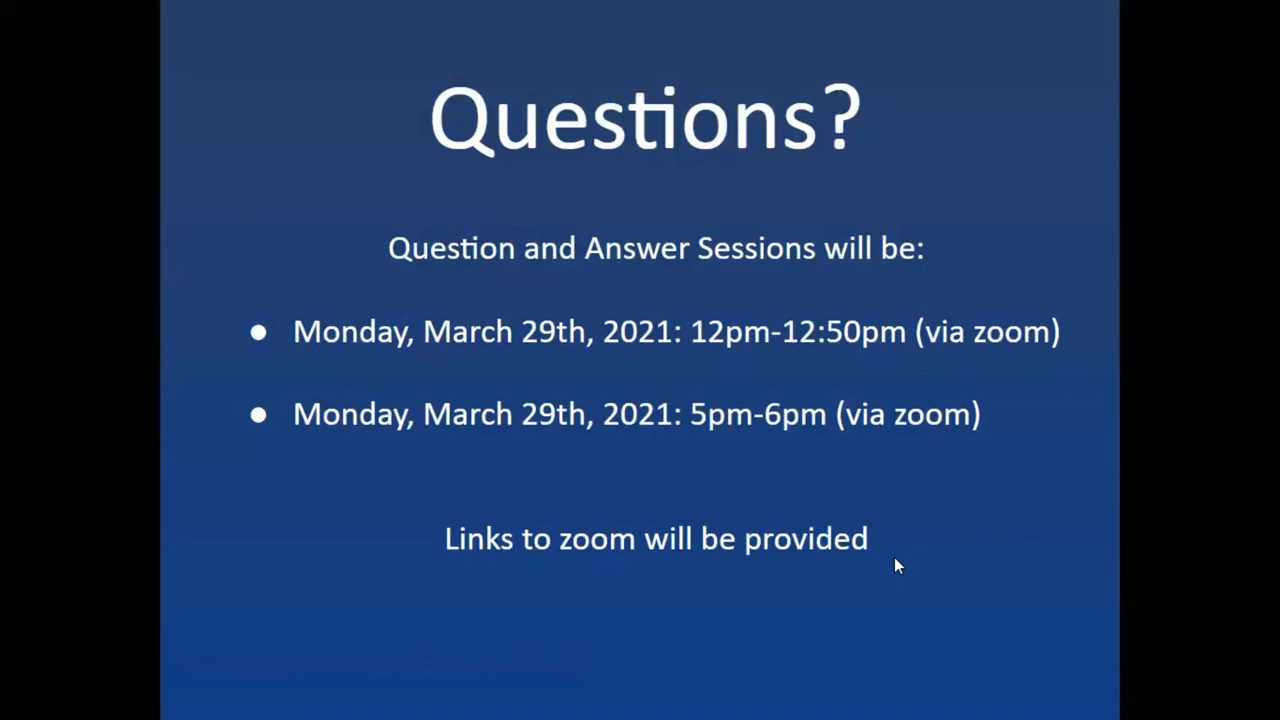 Questions?
Question and Answer Sessions will be:
● Monday, March 29th, 2021: 12pm-12:50pm (via zoom)
● Monday, March 29th, 2021: 5pm-6pm (via zoom)
Links to zoom will be provided